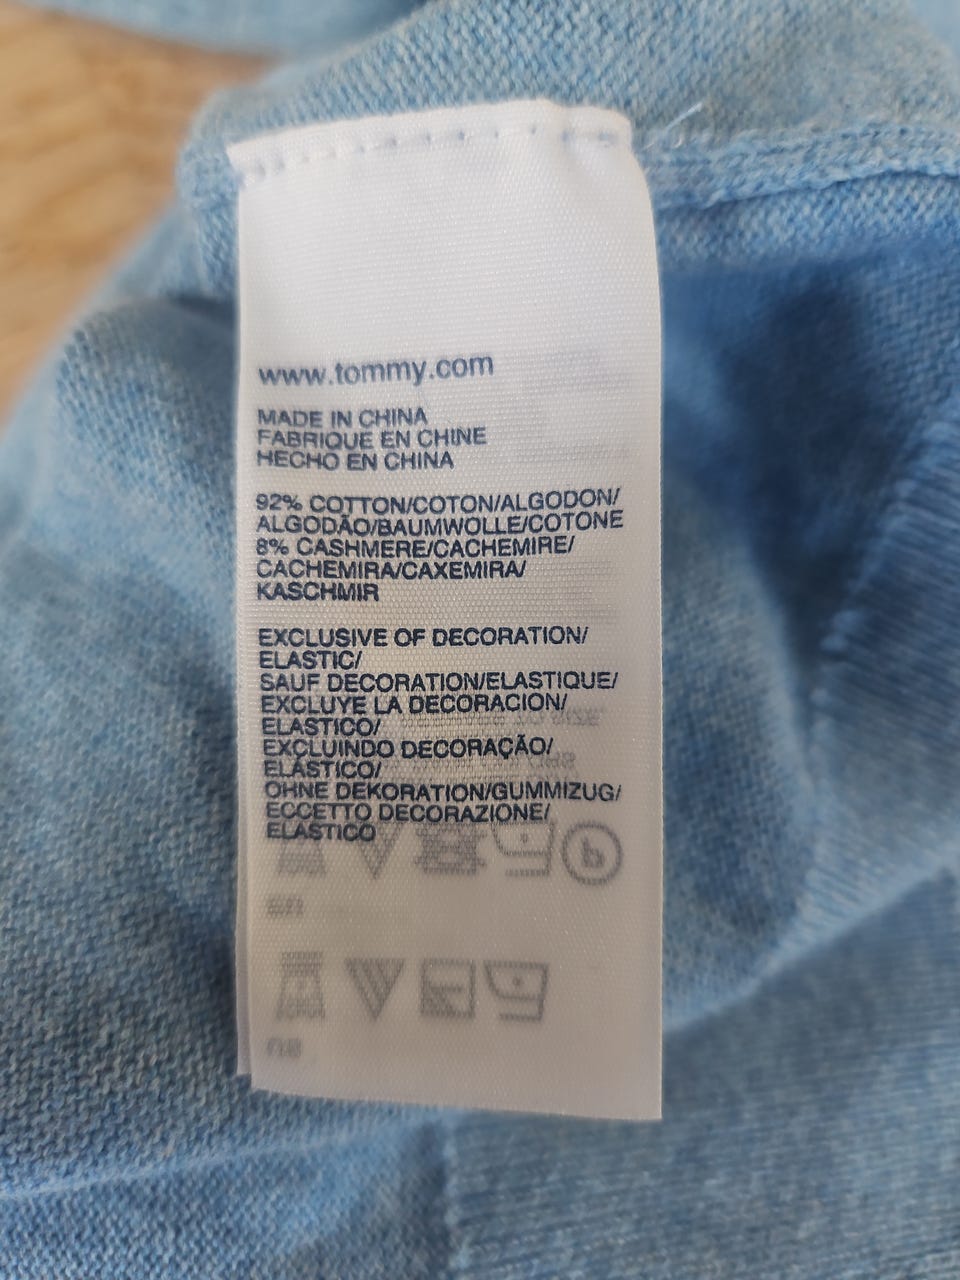 www.tommy.com
MADE IN CHINA
FABRIQUE EN CHINE
HECHO EN CHINA
92% COTTON/COTON/ALGODON/
ALGODÃO/BAUMWOLLE/COTONE
8% CASHMERE/CACHEMIRE/
CACHEMIRA/CAXEMIRA/
KASCHMIR
EXCLUSIVE OF DECORATION/
ELASTIC/
SAUF DECORATION/ELASTIQUE/
EXCLUYE LA DECORACION/
ELASTICO/
EXCLUINDO DECORAÇÃO/
ELÁSTICO/
OHNE DEKORATION/GUMMIZUG/
ECCETTO DECORAZIONE/
ELASTICO